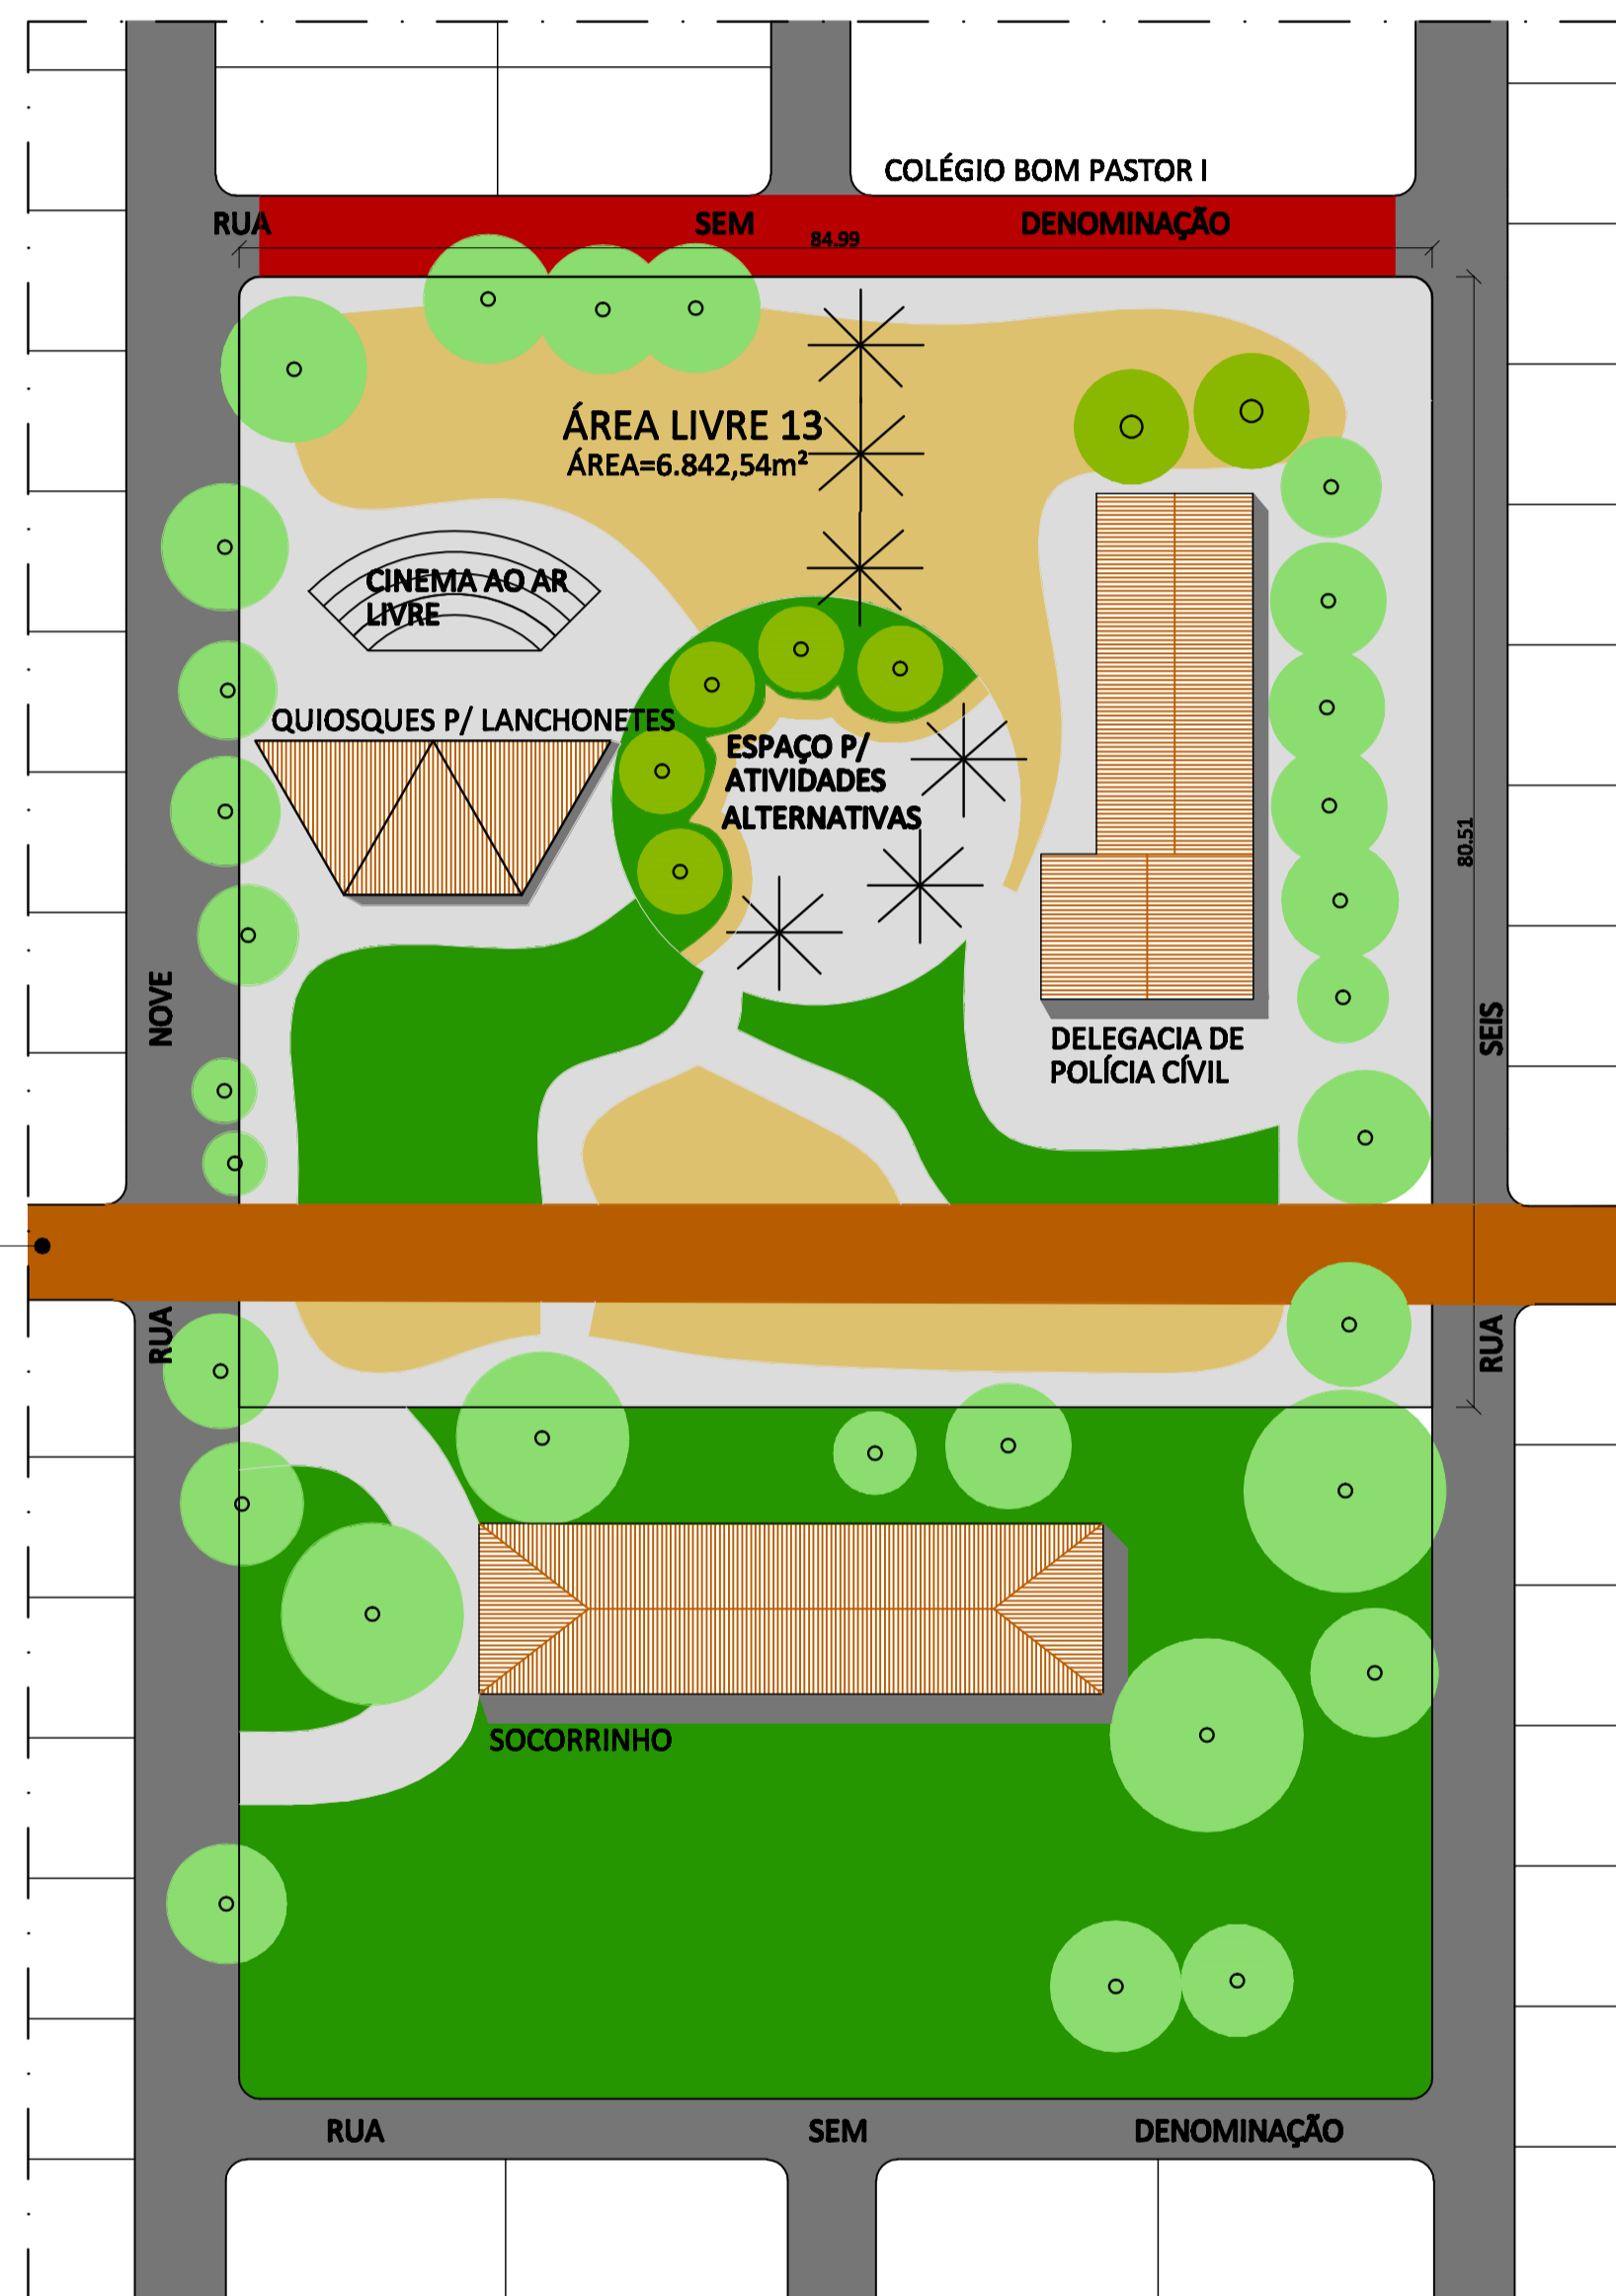 COLÉGIO BOM PASTOR I
RUA SEM DENOMINAÇÃO
84.99
ÁREA LIVRE 13
ÁREA=6.842,54m²
CINEMA AO AR
LIVRE
QUIOSQUES P/ LANCHONETES
ESPAÇO P/
ATIVIDADES
ALTERNATIVAS
80.51
DELEGACIA DE
POLÍCIA CÍVIL
RUA NOVE
RUA SEIS
SOCORRINHO
RUA SEM DENOMINAÇÃO